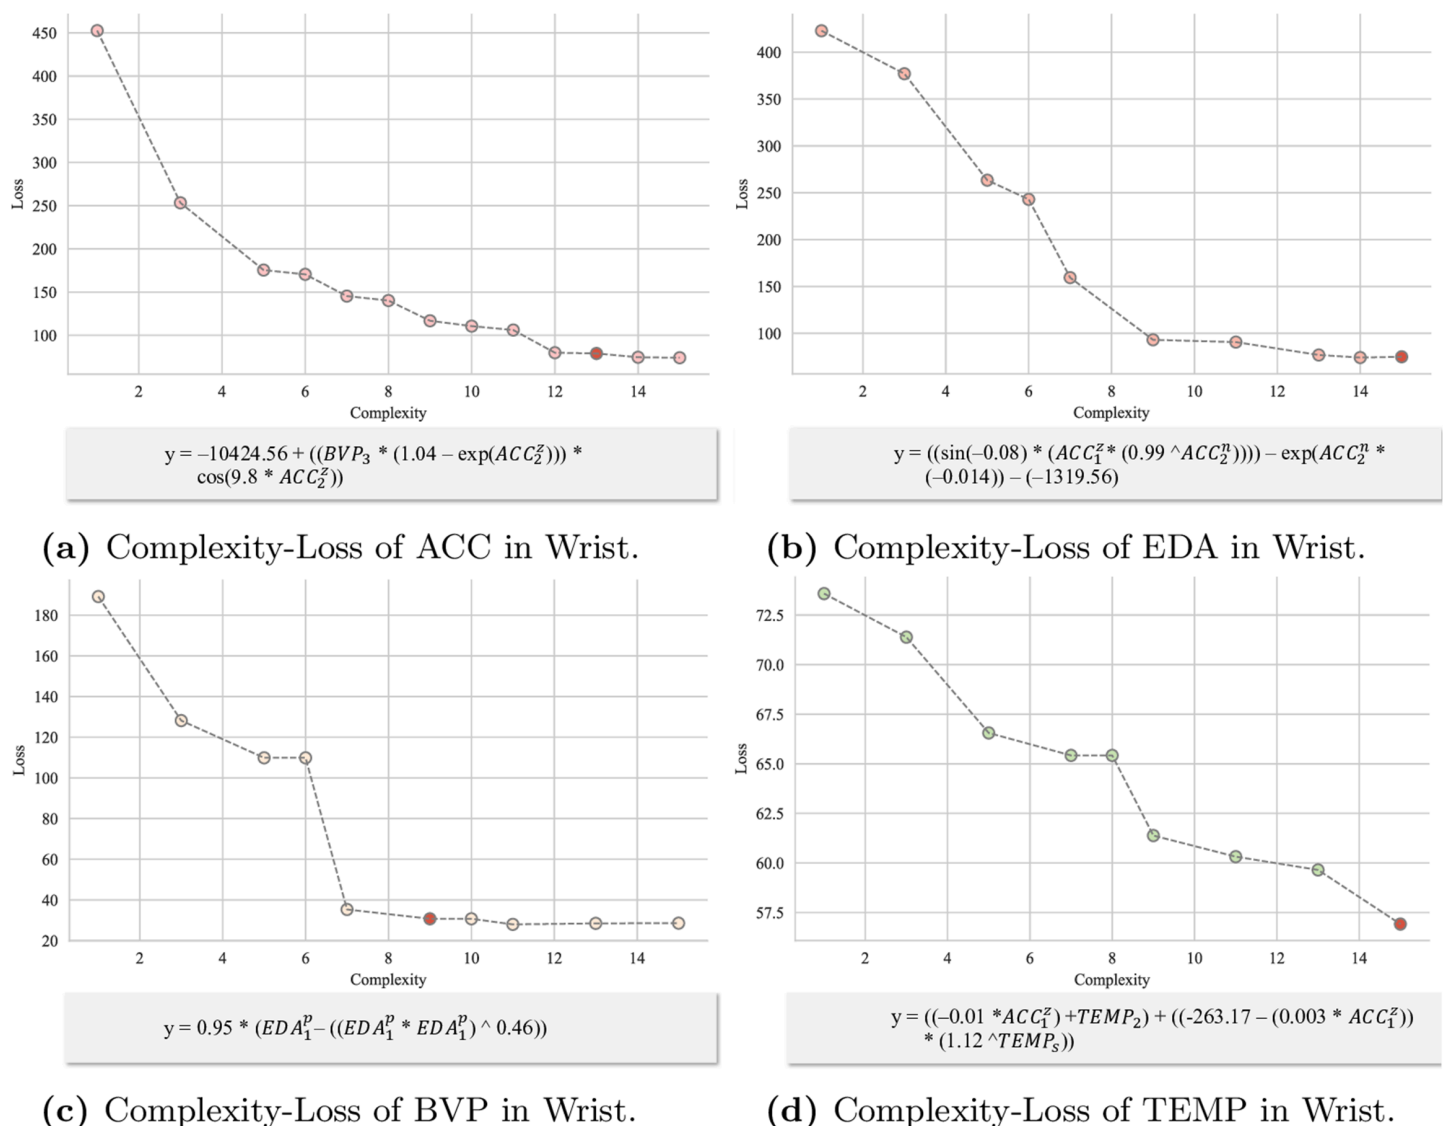 450
400
350
300
250
200
150
100
Loss
2 4 6 8 10 12 14
Complexity
y = –10424.56 + ((BVP₃ * (1.04 – exp(ACC₂ᶻ))) *
cos(9.8 * ACC₂ᶻ))
(a) Complexity-Loss of ACC in Wrist.
400
350
300
250
200
150
100
Loss
2 4 6 8 10 12 14
Complexity
y = ((sin(–0.08) * (ACC₁ᶻ* (0.99 ^ACC₂ⁿ)))) – exp(ACC₂ⁿ *
(–0.014)) – (–1319.56)
(b) Complexity-Loss of EDA in Wrist.
180
160
140
120
100
80
60
40
20
Loss
2 4 6 8 10 12 14
Complexity
y = 0.95 * (EDA₁ᵖ– ((EDA₁ᵖ * EDA₁ᵖ) ^ 0.46))
(c) Complexity-Loss of BVP in Wrist.
72.5
70.0
67.5
65.0
62.5
60.0
57.5
Loss
2 4 6 8 10 12 14
Complexity
y = ((–0.01 *ACC₁ᶻ) +TEMP₂) + ((-263.17 – (0.003 * ACC₁ᶻ))
* (1.12 ^TEMPₛ))
(d) Complexity-Loss of TEMP in Wrist.